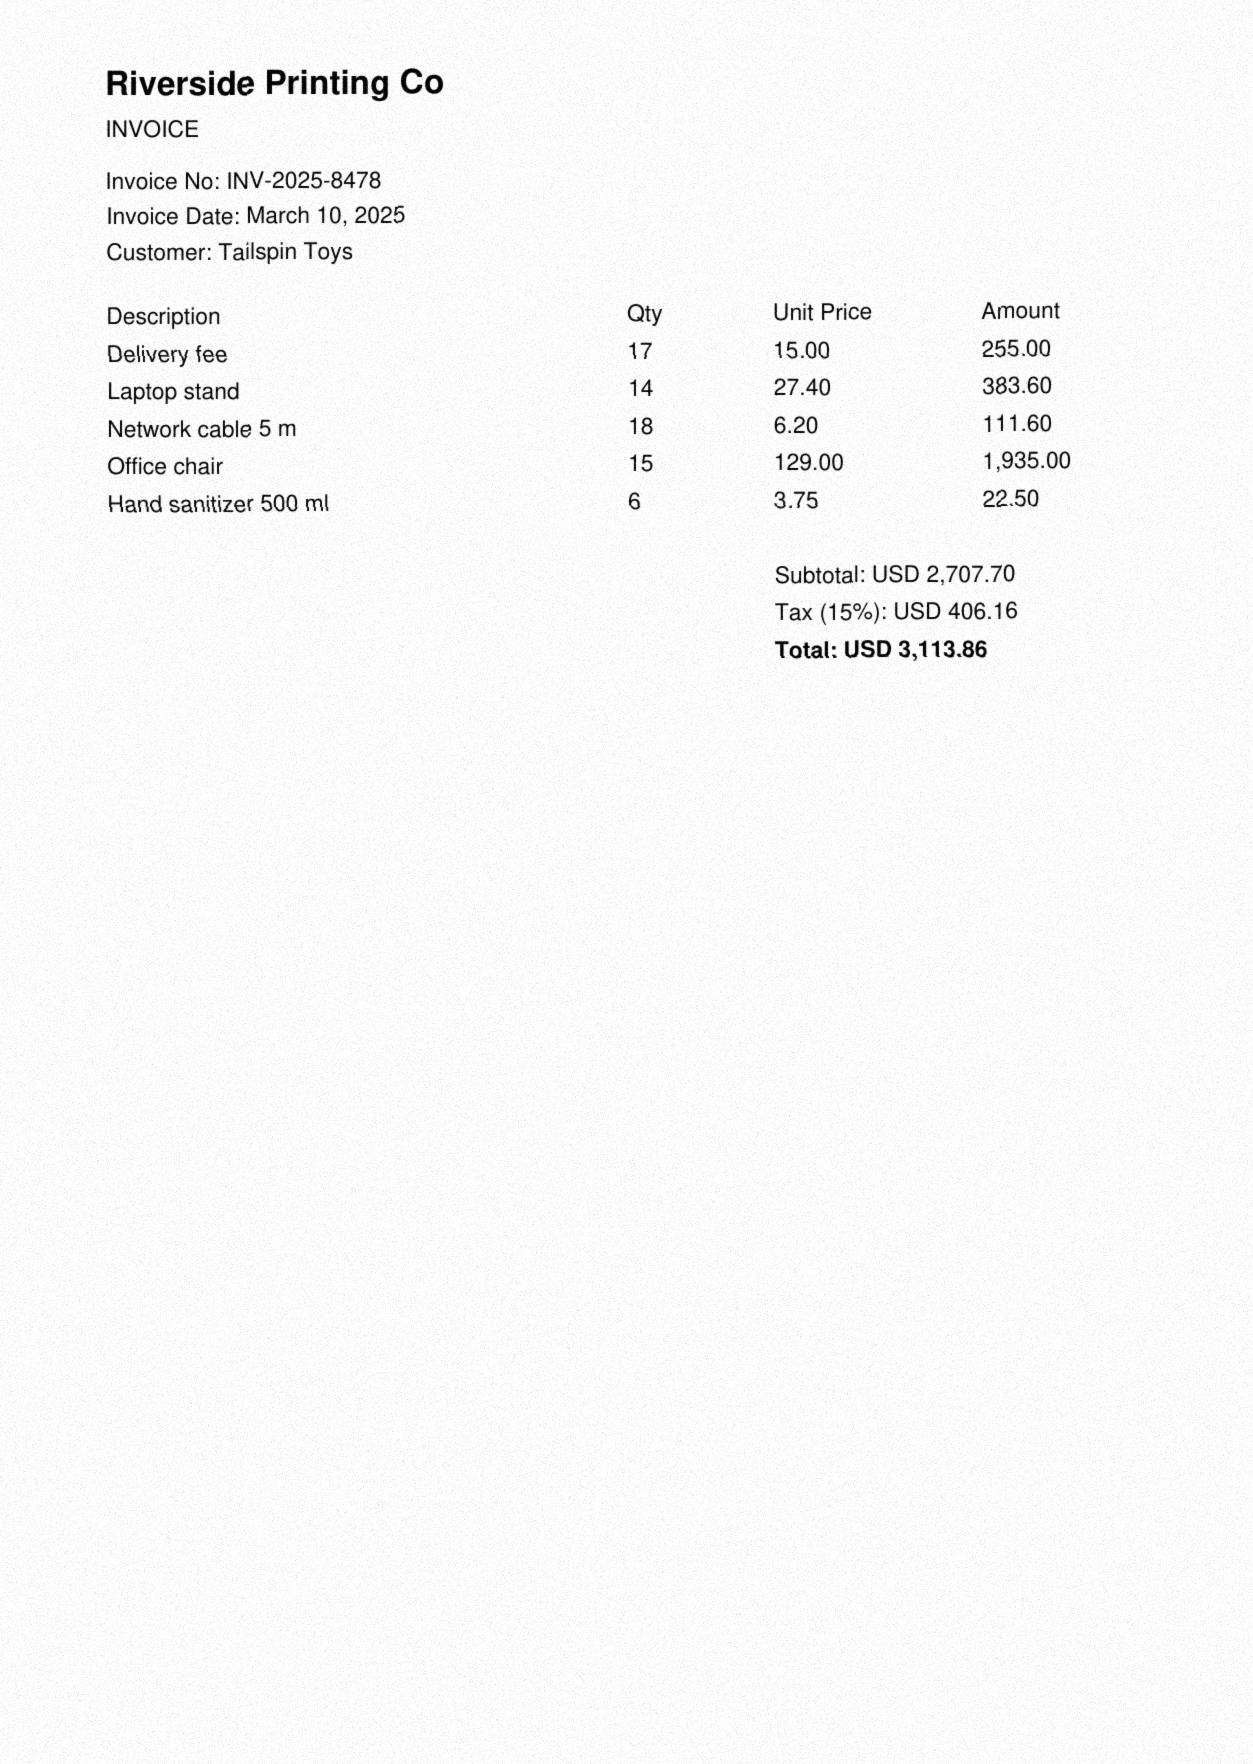 Riverside Printing Co
INVOICE
Invoice No: INV-2025-8478
Invoice Date: March 10, 2025
Customer: Tailspin Toys
Description Qty Unit Price Amount
Delivery fee 17 15.00 255.00
Laptop stand 14 27.40 383.60
Network cable 5 m 18 6.20 111.60
Office chair 15 129.00 1,935.00
Hand sanitizer 500 ml 6 3.75 22.50
Subtotal: USD 2,707.70
Tax (15%): USD 406.16
Total: USD 3,113.86